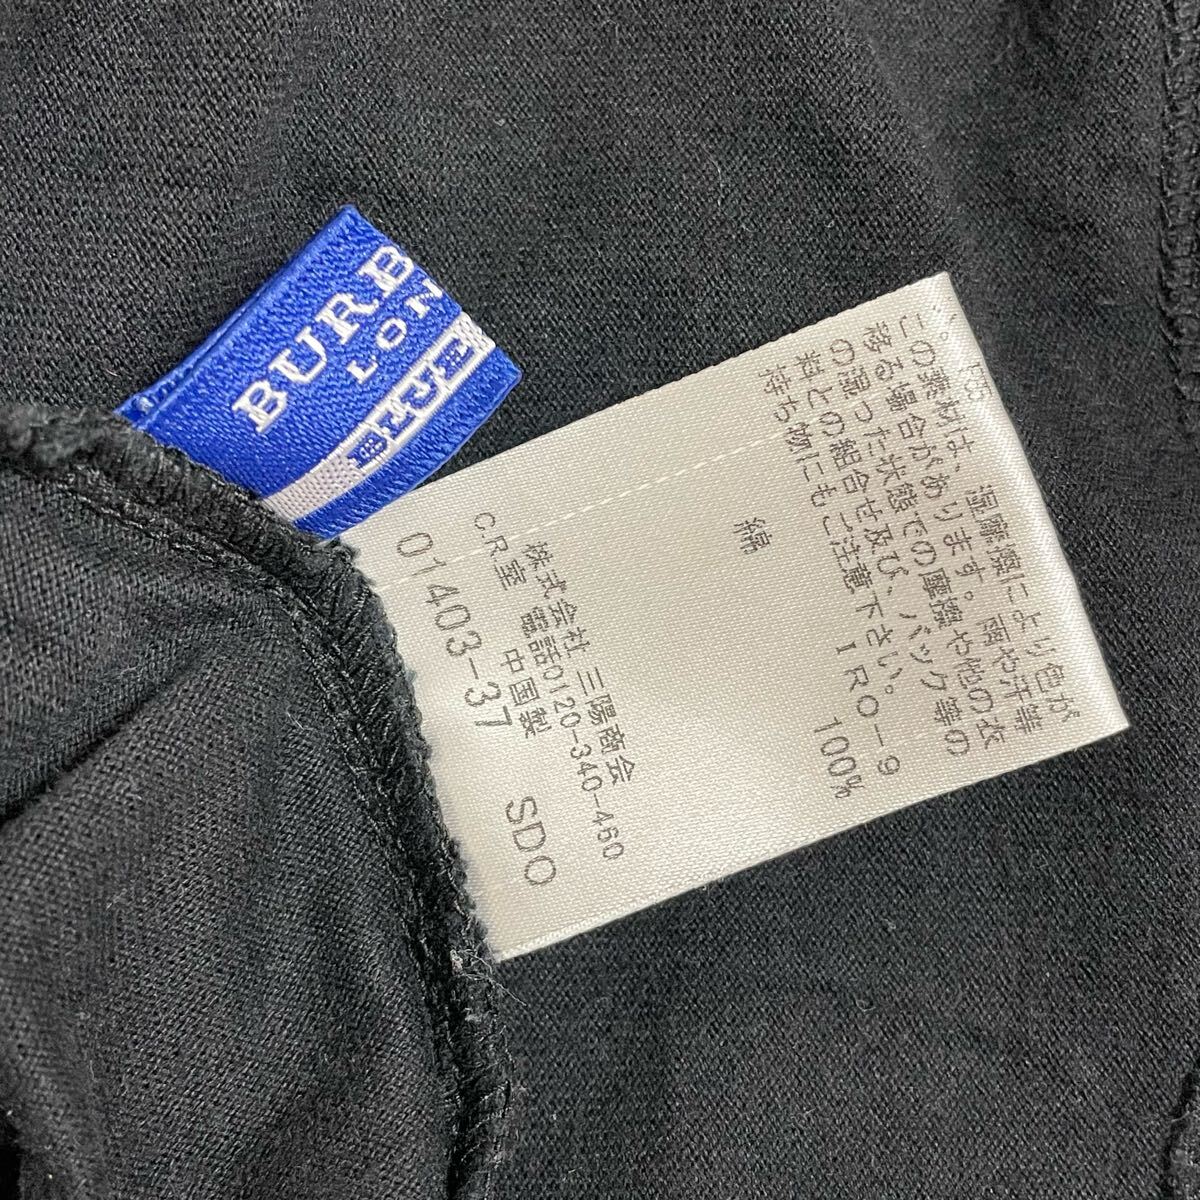 BURB
LON
BLUE
この素材は、湿摩擦により色が
移る場合があります。雨や汗等
の湿った状態での摩擦や他の衣
料との組合せ及び、バック等の
持ち物にもご注意下さい。
IRO-9
綿 100%
株式会社 三陽商会
C.R.室 電話0120-340-460
中国製
01403-37 SDO